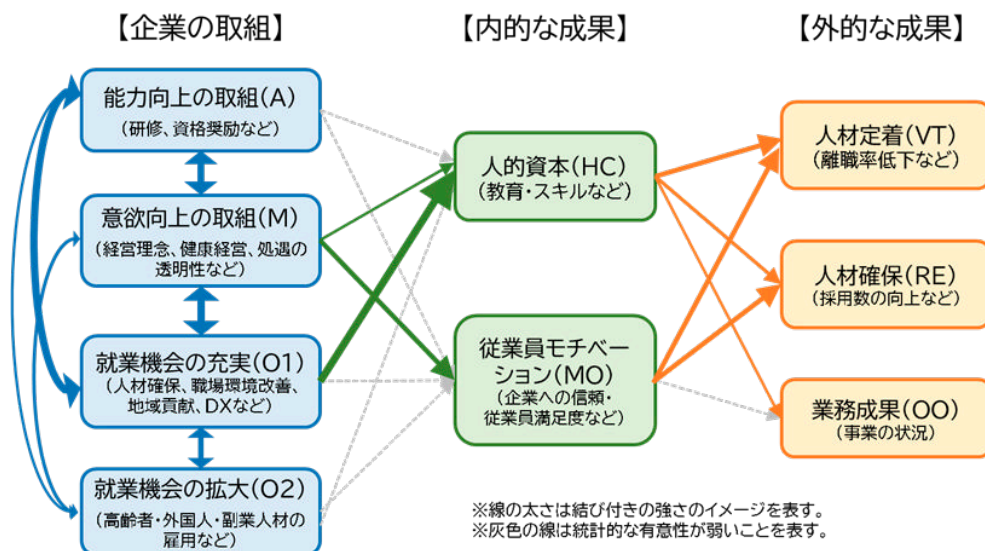 【企業の取組】
【内的な成果】
【外的な成果】
能力向上の取組(A)
(研修、資格奨励など)
意欲向上の取組(M)
(経営理念、健康経営、処遇の
透明性など)
就業機会の充実(O1)
(人材確保、職場環境改善、
地域貢献、DXなど)
就業機会の拡大(O2)
(高齢者・外国人・副業人材の
雇用など)
人的資本(HC)
(教育・スキルなど)
従業員モチベー
ション(MO)
(企業への信頼・
従業員満足度など)
人材定着(VT)
(離職率低下など)
人材確保(RE)
(採用数の向上など)
業務成果(OO)
(事業の状況)
※線の太さは結び付きの強さのイメージを表す。
※灰色の線は統計的な有意性が弱いことを表す。